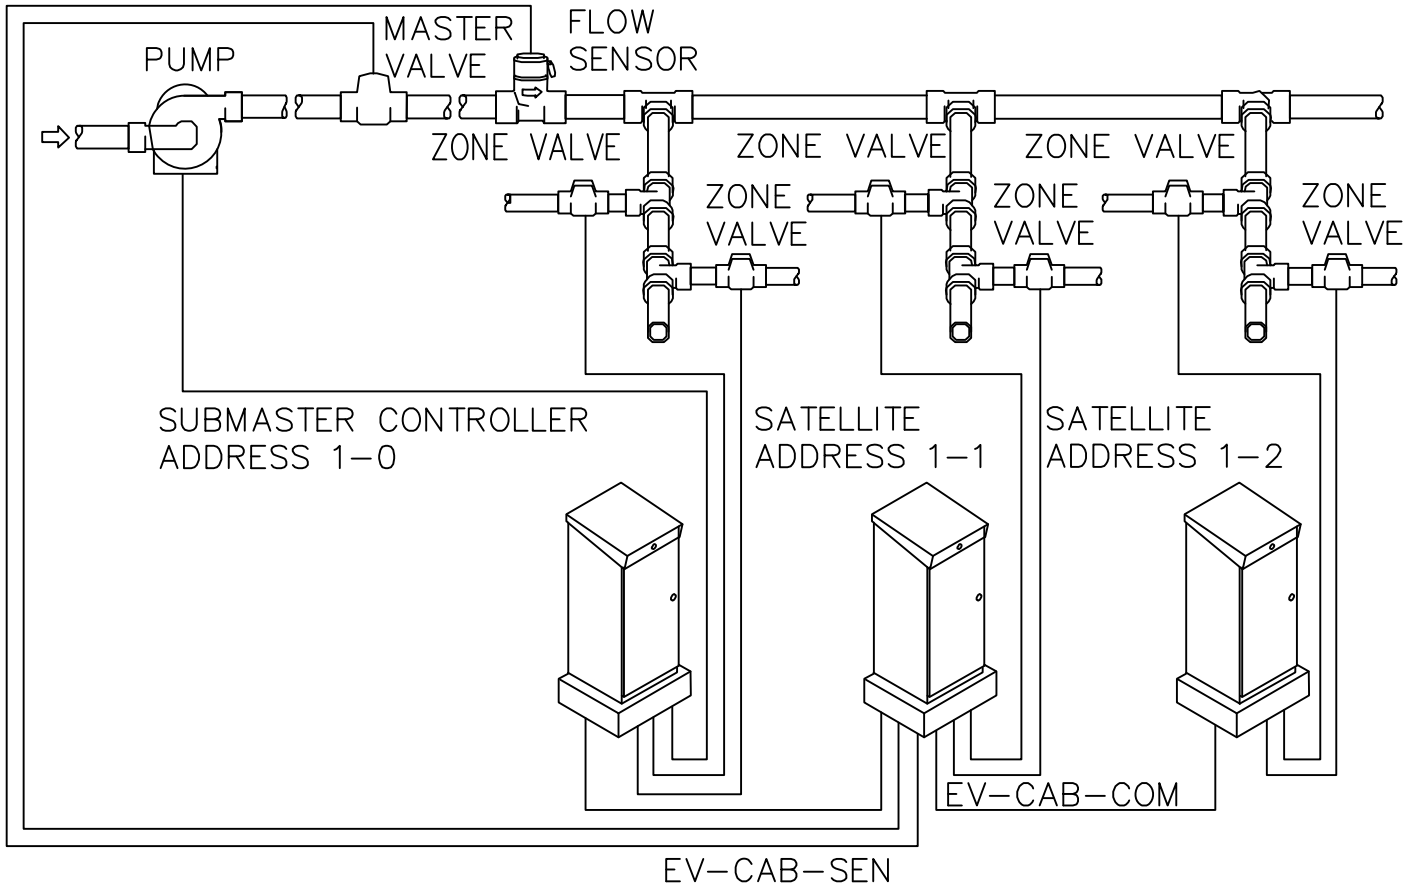 MASTER
VALVE
FLOW
SENSOR
PUMP
ZONE VALVE
ZONE VALVE
ZONE VALVE
ZONE
VALVE
ZONE
VALVE
ZONE
VALVE
SUBMASTER CONTROLLER
ADDRESS 1-0
SATELLITE
ADDRESS 1-1
SATELLITE
ADDRESS 1-2
EV-CAB-COM
EV-CAB-SEN